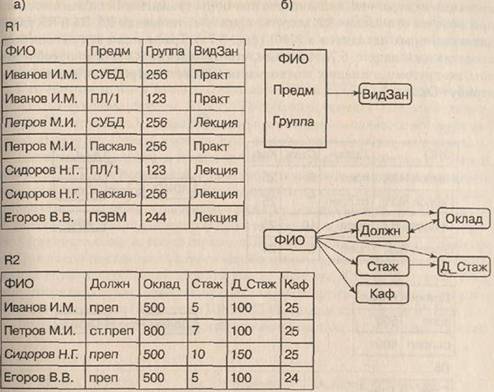 а)
R1
ФИО Предм Группа ВидЗан
Иванов И.М. СУБД 256 Практ
Иванов И.М. ПЛ/1 123 Практ
Петров М.И. СУБД 256 Лекция
Петров М.И. Паскаль 256 Практ
Сидоров Н.Г. ПЛ/1 123 Лекция
Сидоров Н.Г. Паскаль 256 Лекция
Егоров В.В. ПЭВМ 244 Лекция
R2
ФИО Должн Оклад Стаж Д_Стаж Каф
Иванов И.М. преп 500 5 100 25
Петров М.И. ст.преп 800 7 100 25
Сидоров Н.Г. преп 500 10 150 25
Егоров В.В. преп 500 5 100 24
б)
ФИО
Предм
Группа
ВидЗан
ФИО
Должн
Оклад
Стаж
Д_Стаж
Каф